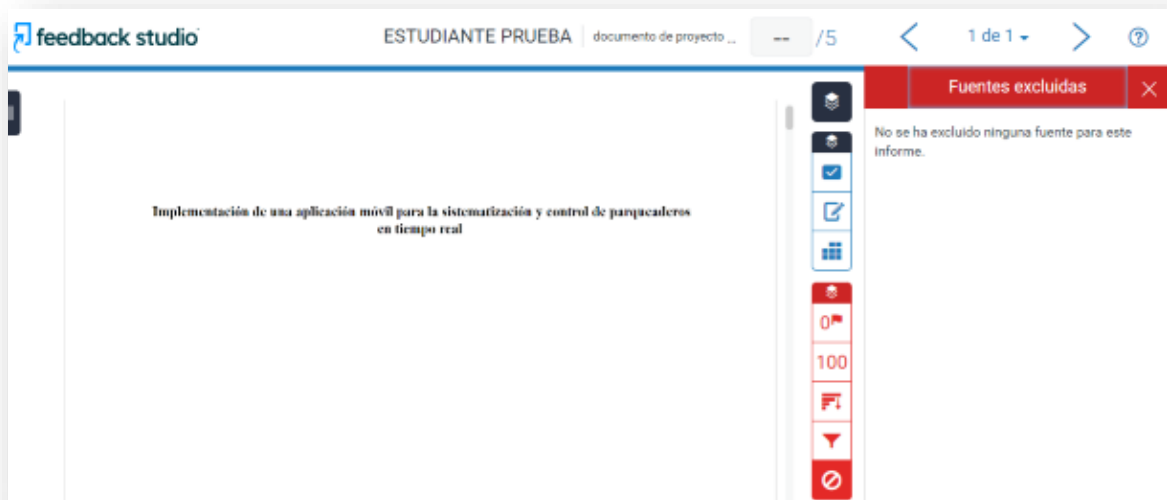 feedback studio
ESTUDIANTE PRUEBA
documento de proyecto ...
-- /5
1 de 1
Fuentes excluidas
No se ha excluido ninguna fuente para este
informe.
Implementación de una aplicación móvil para la sistematización y control de parqueaderos
en tiempo real
0
100